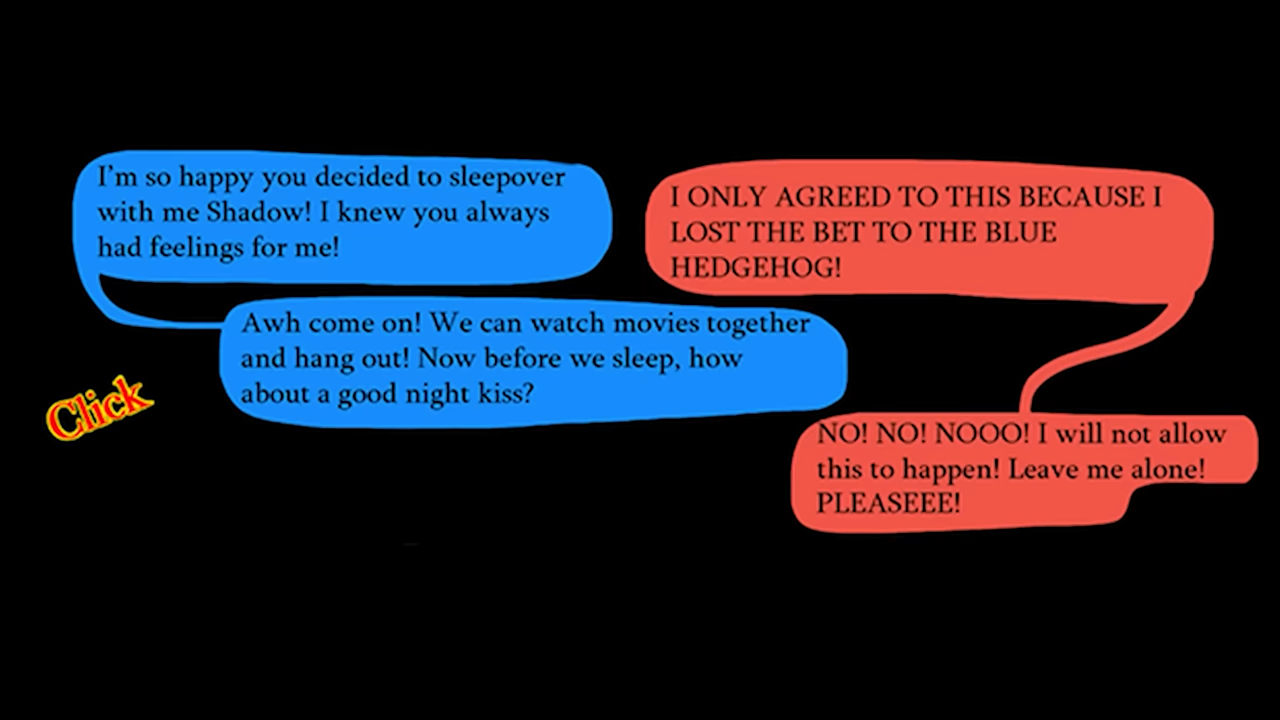 I'm so happy you decided to sleepover
with me Shadow! I knew you always
had feelings for me!
I ONLY AGREED TO THIS BECAUSE I
LOST THE BET TO THE BLUE
HEDGEHOG!
Awh come on! We can watch movies together
and hang out! Now before we sleep, how
about a good night kiss?
Click
NO! NO! NOOO! I will not allow
this to happen! Leave me alone!
PLEASEEE!